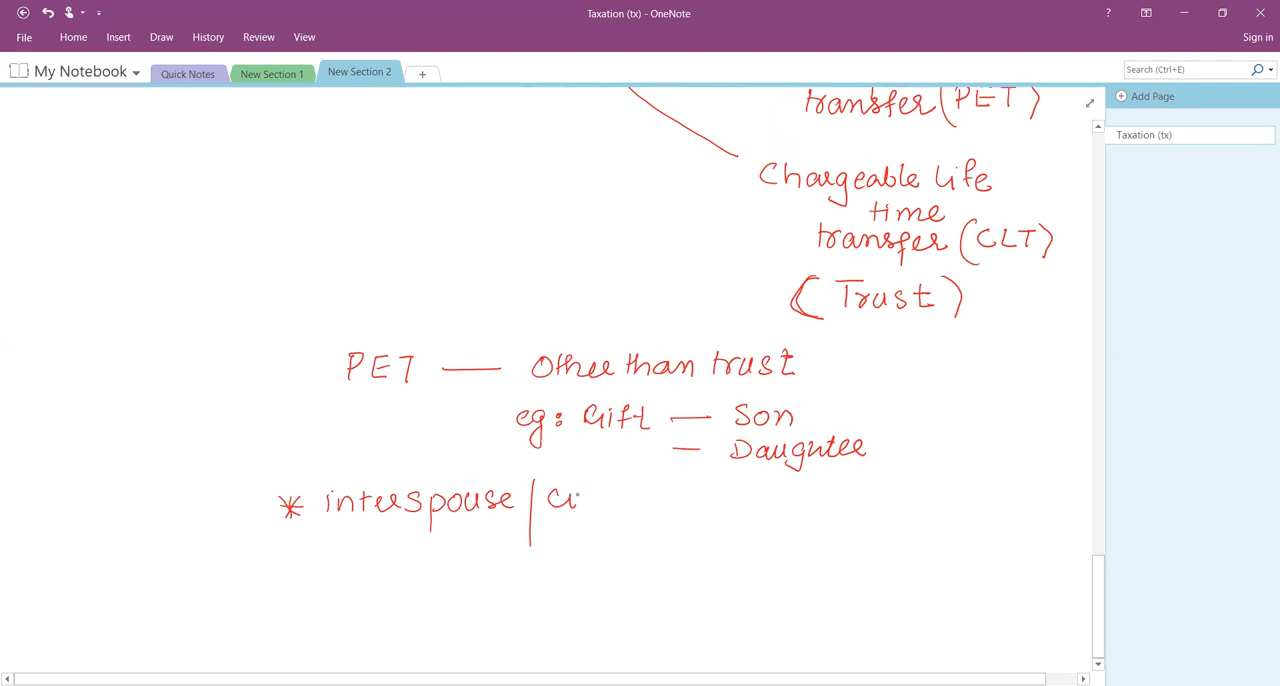 Taxation (tx) - OneNote
?
File Home Insert Draw History Review View
Sign in
My Notebook
Quick Notes
New Section 1
New Section 2
+
Search (Ctrl+E)
Add Page
Taxation (tx)
transfer (PET)
Chargeable life
time
transfer (CLT)
(Trust)
PET — Other than trust
eg: Gift — Son
— Daughter
* interspouse / Ci